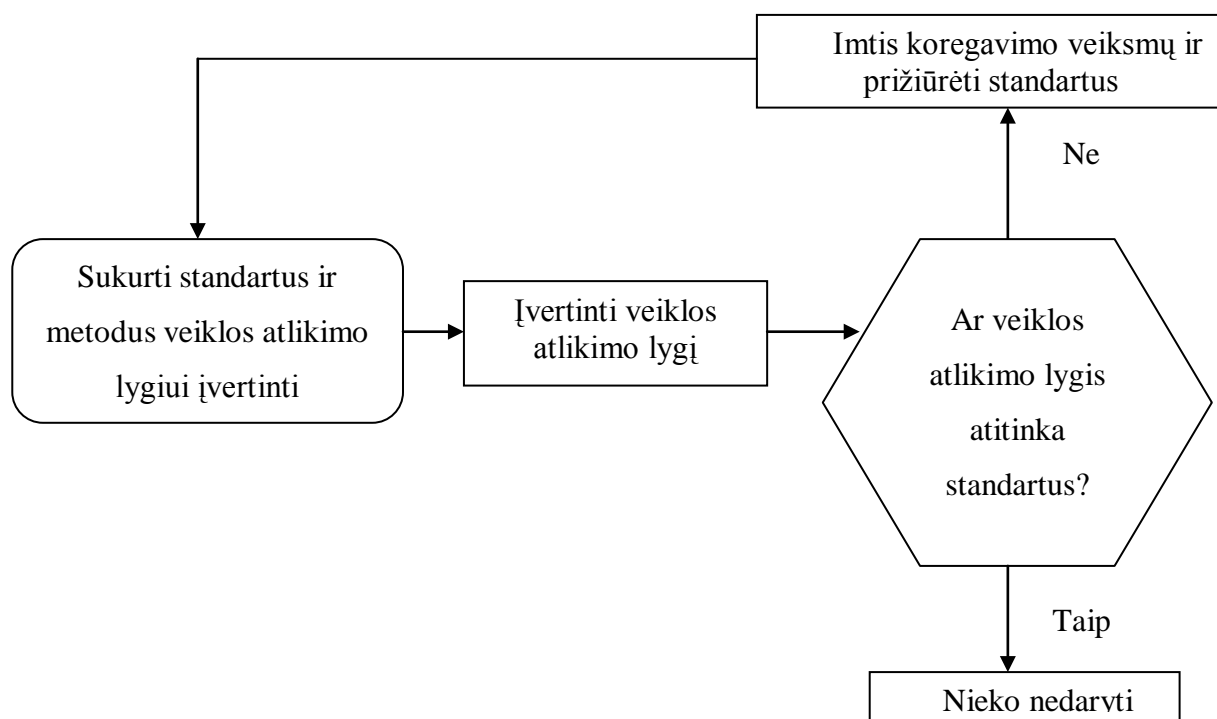 Imtis koregavimo veiksmų ir
prižiūrėti standartus
Ne
Sukurti standartus ir
metodus veiklos atlikimo
lygiui įvertinti
Įvertinti veiklos
atlikimo lygį
Ar veiklos
atlikimo lygis
atitinka
standartus?
Taip
Nieko nedaryti